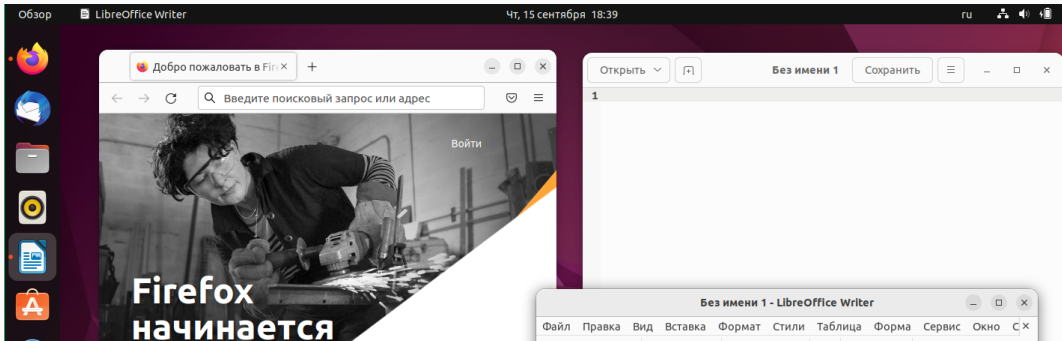 Обзор LibreOffice Writer Чт, 15 сентября 18:39 ru
Добро пожаловать в Fir
Введите поисковый запрос или адрес
Войти
Firefox
начинается
Открыть Без имени 1 Сохранить
1
Без имени 1 - LibreOffice Writer
Файл Правка Вид Вставка Формат Стили Таблица Форма Сервис Окно С